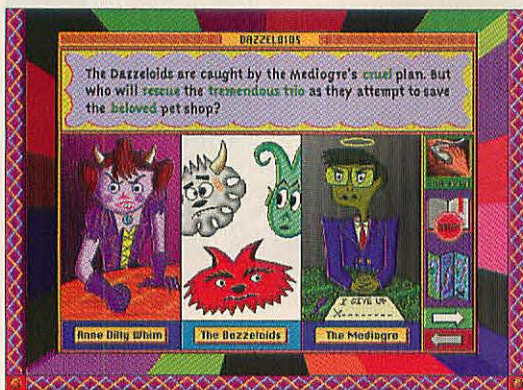 DAZZELOIDS
The Dazzeloids are caught by the Mediogre's cruel plan. But
who will rescue the tremendous trio as they attempt to save
the beloved pet shop?
I GIVE UP
X
Anne Dilly Whim
The Dazzeloids
The Mediogre